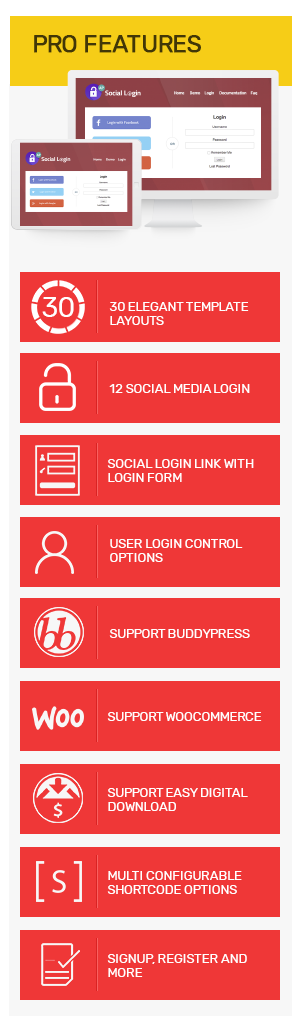 PRO FEATURES
Social Login
Home Demo Login Documentation Faq
Login with Facebook
Login
Username
Password
OR
Remember Me
Login
Lost Password
Social Login
Home Demo Login
Login
30
30 ELEGANT TEMPLATE
LAYOUTS
12 SOCIAL MEDIA LOGIN
SOCIAL LOGIN LINK WITH
LOGIN FORM
USER LOGIN CONTROL
OPTIONS
bb
SUPPORT BUDDYPRESS
WOO
SUPPORT WOOCOMMERCE
$
SUPPORT EASY DIGITAL
DOWNLOAD
[S]
MULTI CONFIGURABLE
SHORTCODE OPTIONS
SIGNUP, REGISTER AND
MORE